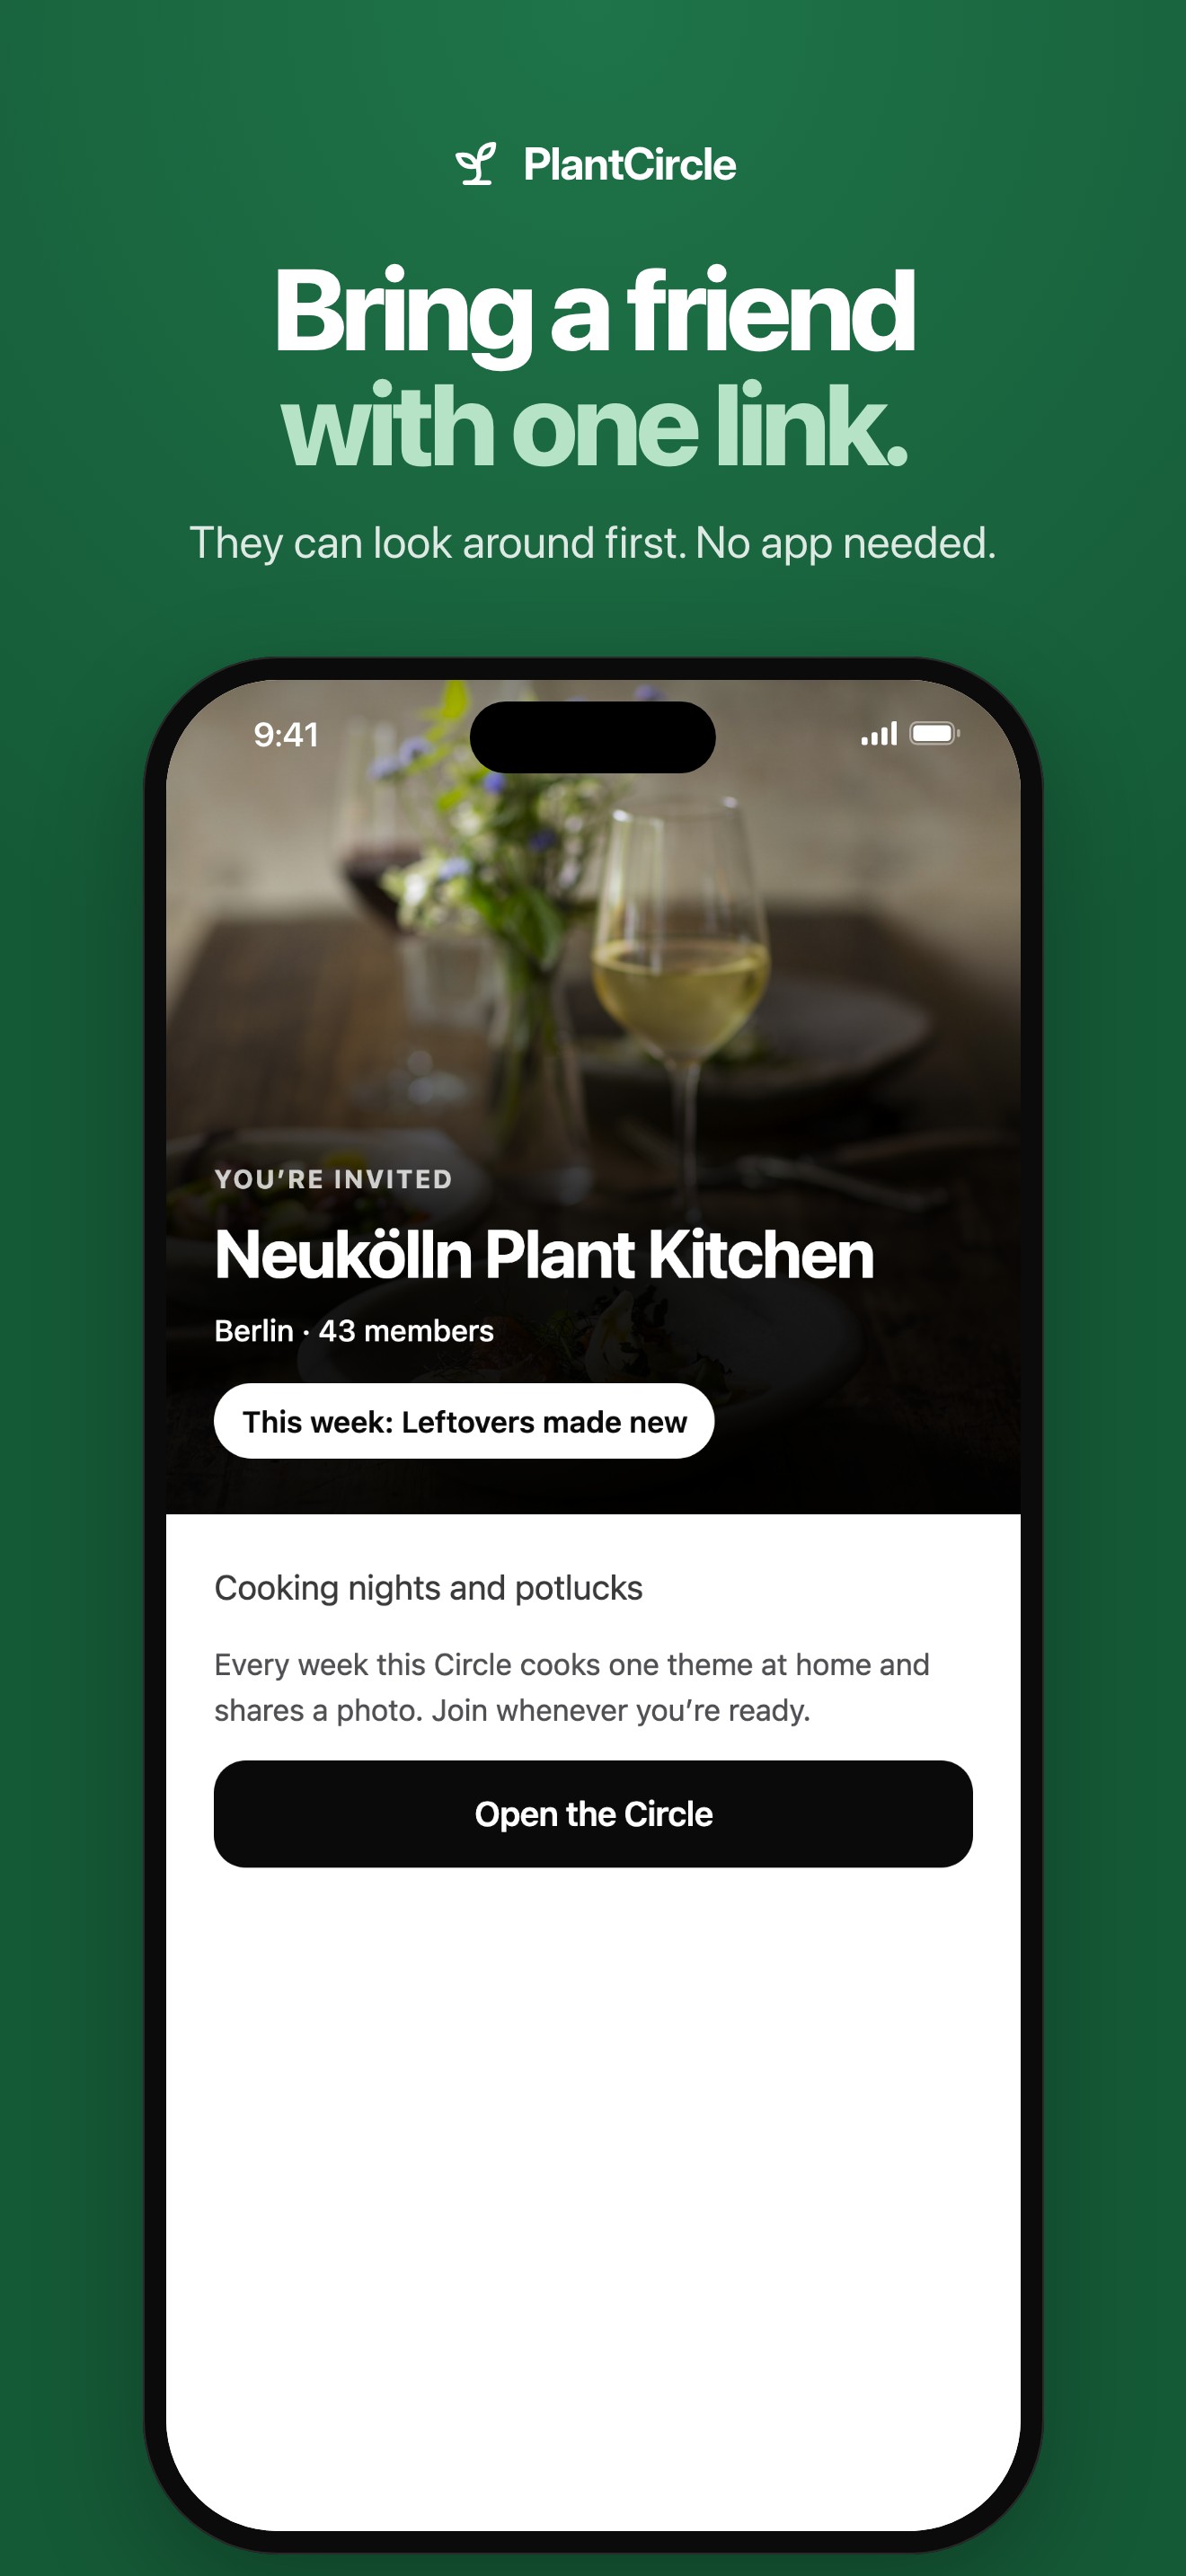 PlantCircle
Bring a friend
with one link.
They can look around first. No app needed.
9:41
YOU’RE INVITED
Neukölln Plant Kitchen
Berlin · 43 members
This week: Leftovers made new
Cooking nights and potlucks
Every week this Circle cooks one theme at home and
shares a photo. Join whenever you’re ready.
Open the Circle